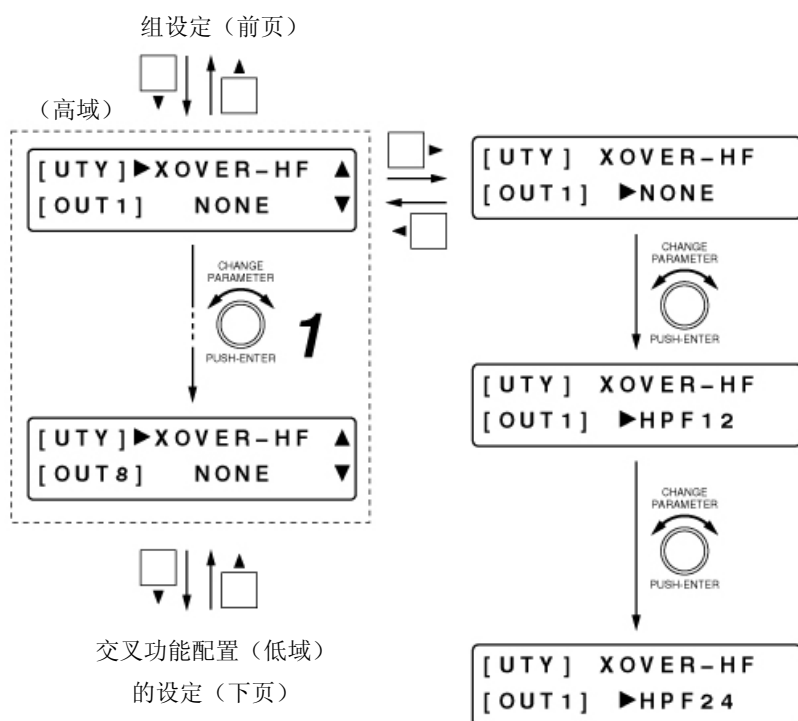 组设定（前页）
（高域）
[UTY]▶XOVER-HF ▲
[OUT1] NONE ▼
CHANGE
PARAMETER
PUSH-ENTER
1
[UTY]▶XOVER-HF ▲
[OUT8] NONE ▼
交叉功能配置（低域）
的设定（下页）
[UTY] XOVER-HF
[OUT1] ▶NONE
CHANGE
PARAMETER
PUSH-ENTER
[UTY] XOVER-HF
[OUT1] ▶HPF12
CHANGE
PARAMETER
PUSH-ENTER
[UTY] XOVER-HF
[OUT1] ▶HPF24